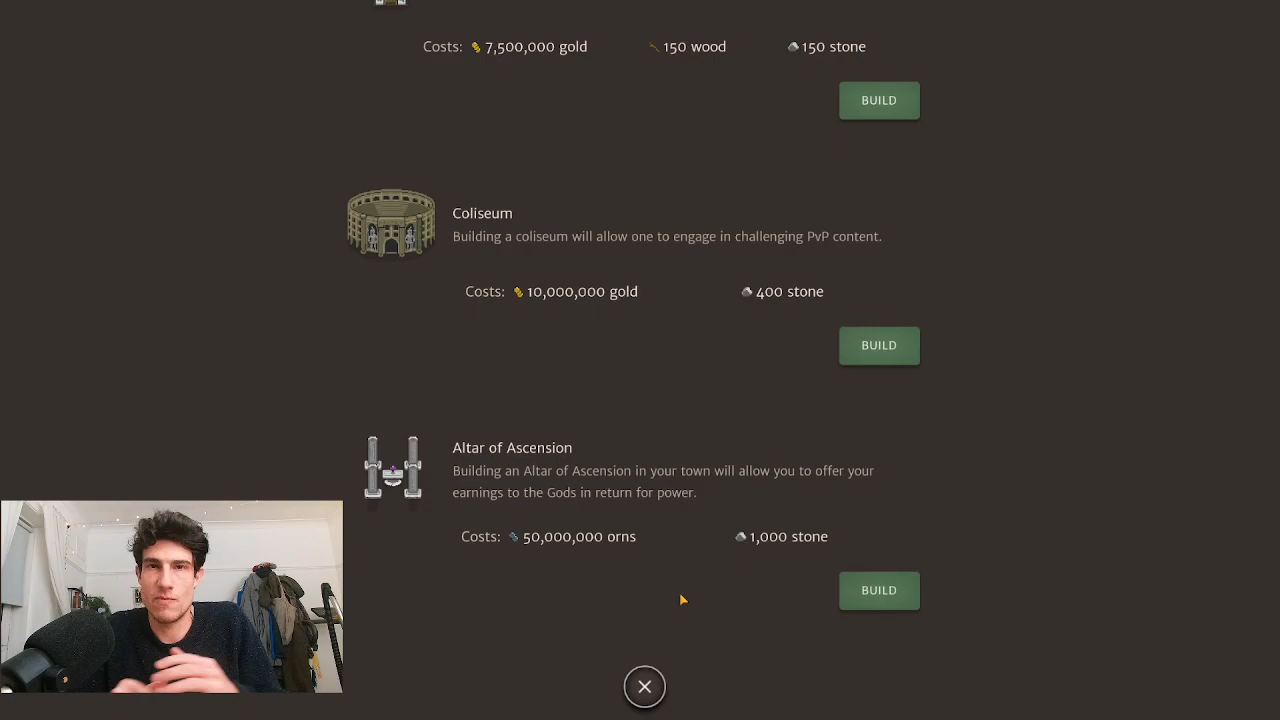 Costs: 7,500,000 gold 150 wood 150 stone
BUILD
Coliseum
Building a coliseum will allow one to engage in challenging PvP content.
Costs: 10,000,000 gold 400 stone
BUILD
Altar of Ascension
Building an Altar of Ascension in your town will allow you to offer your
earnings to the Gods in return for power.
Costs: 50,000,000 orns 1,000 stone
BUILD